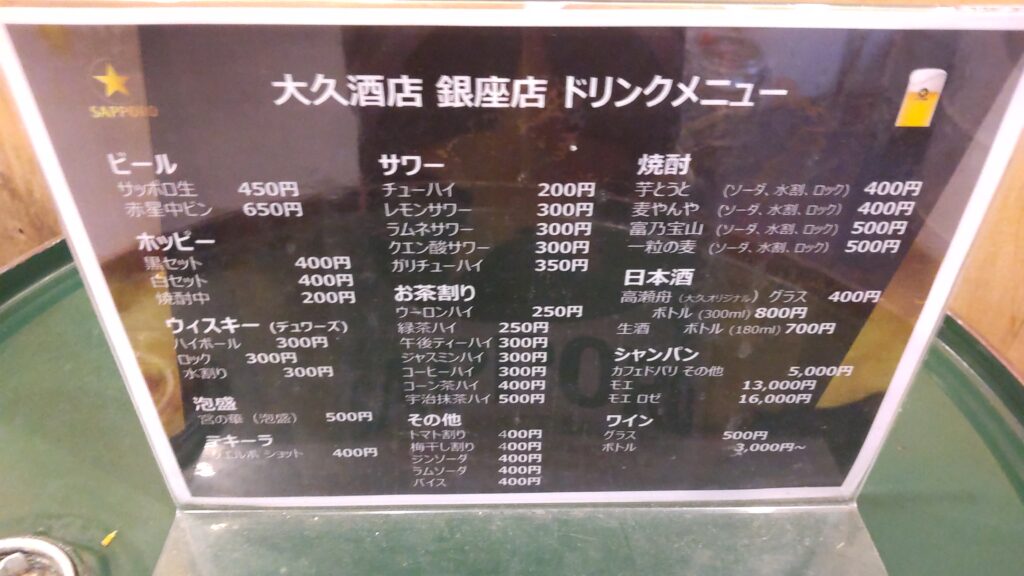 SAPPORO
大久酒店 銀座店 ドリンクメニュー
ビール
サッポロ生 450円
赤星中ビン 650円
ホッピー
黒セット 400円
白セット 400円
焼酎中 200円
ウィスキー (デュワーズ)
ハイボール 300円
ロック 300円
水割り 300円
泡盛
宮の華 (泡盛) 500円
テキーラ
クエルボ ショット 400円
サワー
チューハイ 200円
レモンサワー 300円
ラムネサワー 300円
クエン酸サワー 300円
ガリチューハイ 350円
お茶割り
ウーロンハイ 250円
緑茶ハイ 250円
午後ティーハイ 300円
ジャスミンハイ 300円
コーヒーハイ 300円
コーン茶ハイ 400円
宇治抹茶ハイ 500円
その他
トマト割り 400円
梅干し割り 400円
ジンソーダ 400円
ラムソーダ 400円
バイス 400円
焼酎
芋とうと (ソーダ、水割、ロック) 400円
麦やんや (ソーダ、水割、ロック) 400円
富乃宝山 (ソーダ、水割、ロック) 500円
一粒の麦 (ソーダ、水割、ロック) 500円
日本酒
高瀬舟 (大久オリジナル) グラス 400円
ボトル (300ml) 800円
生酒 ボトル (180ml) 700円
シャンパン
カフェドパリ その他 5,000円
モエ 13,000円
モエ ロゼ 16,000円
ワイン
グラス 500円
ボトル 3,000円~